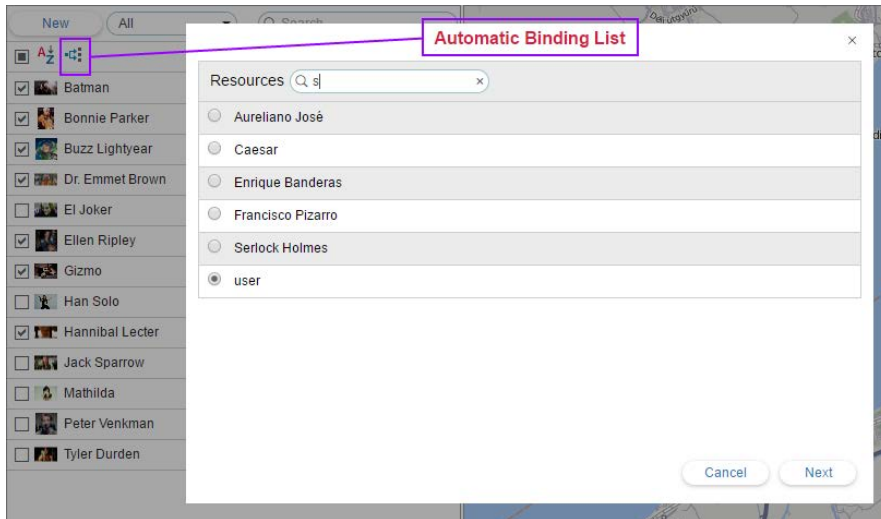 New
All
Search
Automatic Binding List
×
A
Z
Resources
s
×
Aureliano José
Caesar
Enrique Banderas
Francisco Pizarro
Serlock Holmes
user
Batman
Bonnie Parker
Buzz Lightyear
Dr. Emmet Brown
El Joker
Ellen Ripley
Gizmo
Han Solo
Hannibal Lecter
Jack Sparrow
Mathilda
Peter Venkman
Tyler Durden
Cancel
Next